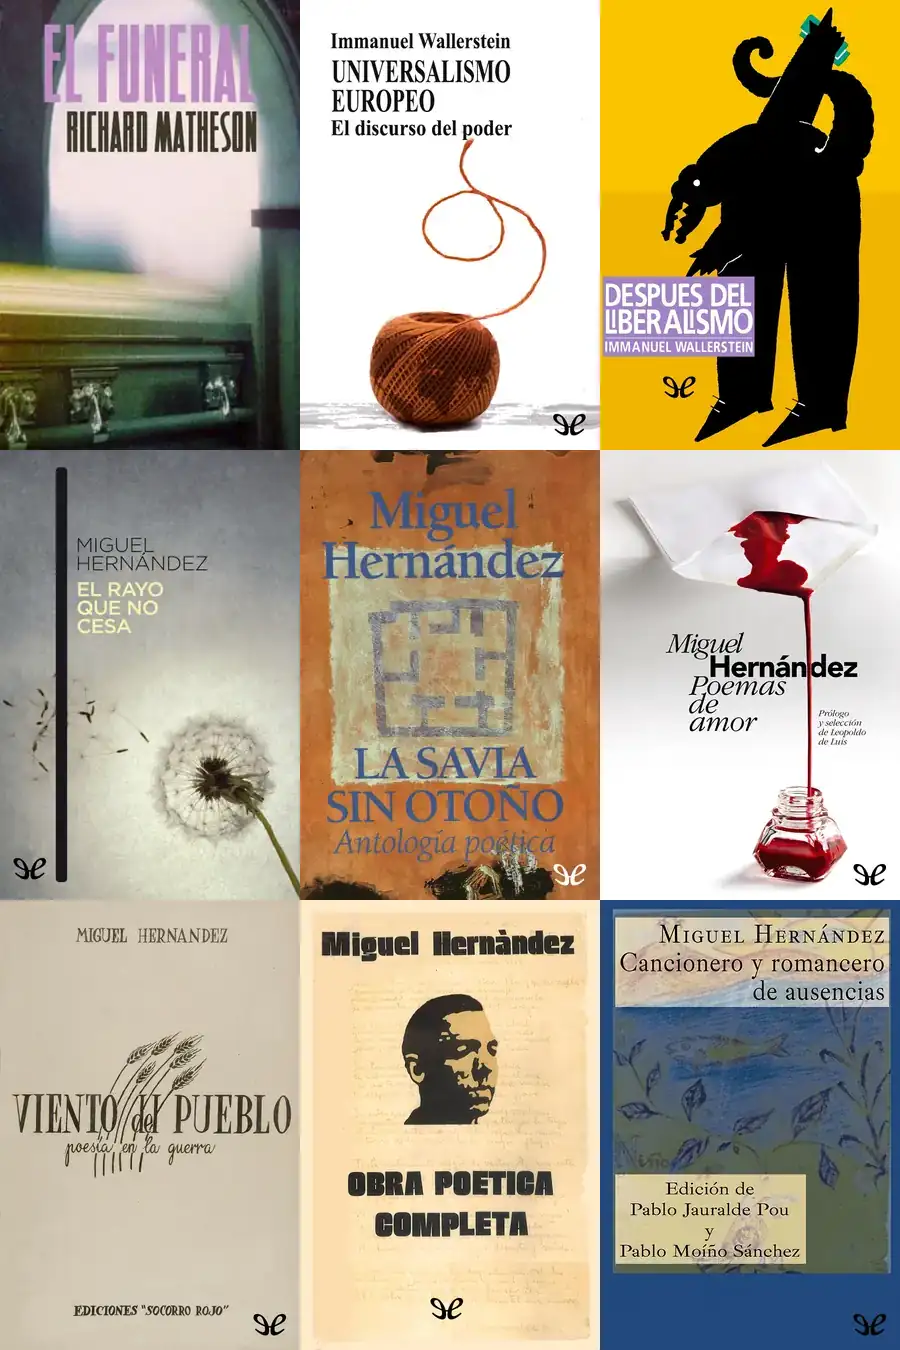 EL FUNERAL
RICHARD MATHESON
Immanuel Wallerstein
UNIVERSALISMO
EUROPEO
El discurso del poder
DESPUES DEL
LIBERALISMO
IMMANUEL WALLERSTEIN
MIGUEL
HERNÁNDEZ
EL RAYO
QUE NO
CESA
Miguel
Hernández
LA SAVIA
SIN OTOÑO
Antología poética
Miguel
Hernández
Poemas
de
amor
Prólogo
y selección
de Leopoldo
de Luis
MIGUEL HERNANDEZ
VIENTO del PUEBLO
poesía en la guerra
EDICIONES "SOCORRO ROJO"
Miguel Hernàndez
OBRA POETICA
COMPLETA
MIGUEL HERNÁNDEZ
Cancionero y romancero
de ausencias
Edición de
Pablo Jauralde Pou
y
Pablo Moíño Sánchez